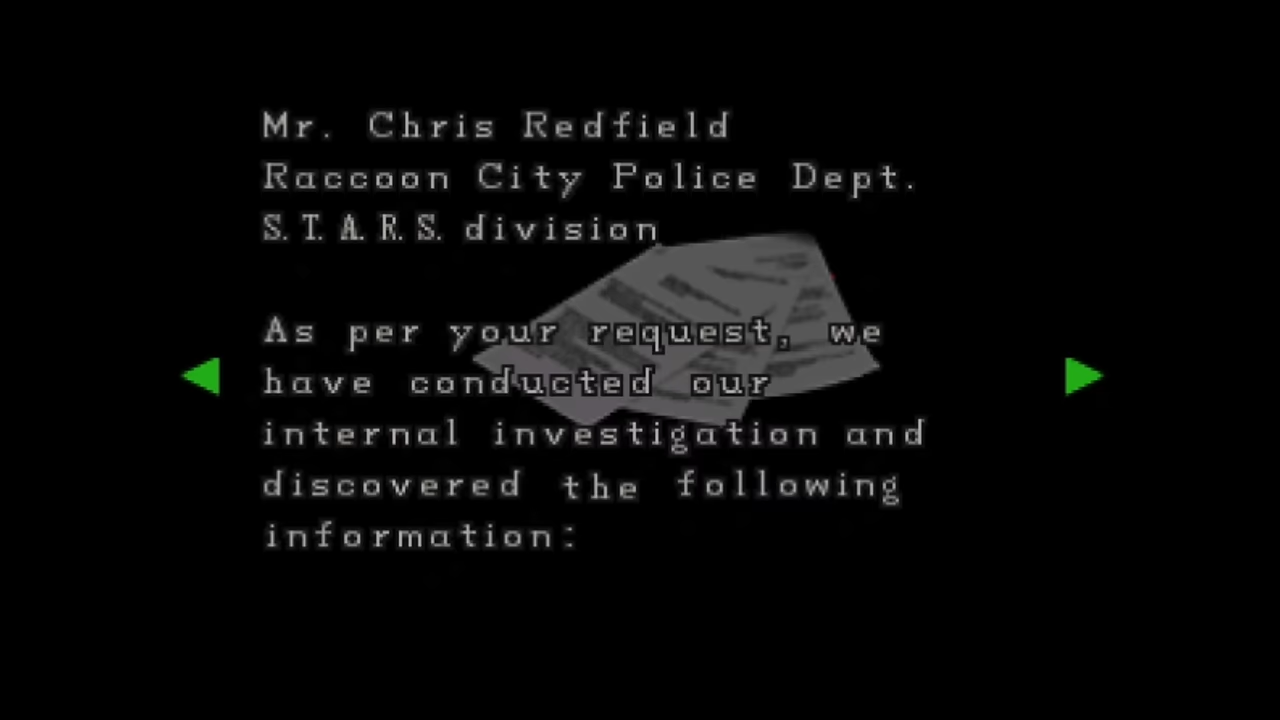 Mr. Chris Redfield
Raccoon City Police Dept.
S.T.A.R.S. division
As per your request, we
have conducted our
internal investigation and
discovered the following
information: